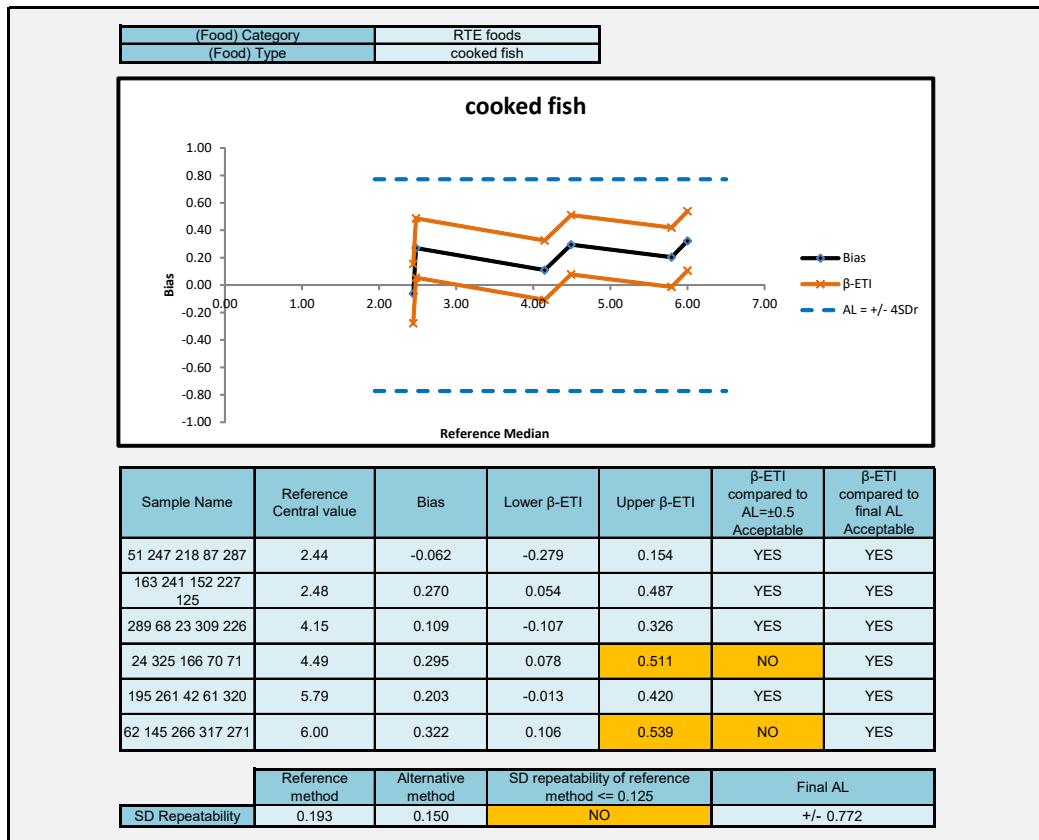 (Food) Category RTE foods
(Food) Type cooked fish
cooked fish
1.00
0.80
0.60
0.40
0.20
0.00
-0.20
-0.40
-0.60
-0.80
-1.00
Bias
0.00 1.00 2.00 3.00 4.00 5.00 6.00 7.00
Reference Median
Bias
β-ETI
AL = +/- 4SDr
Sample Name Reference Central value Bias Lower β-ETI Upper β-ETI β-ETI compared to AL=±0.5 Acceptable β-ETI compared to final AL Acceptable
51 247 218 87 287 2.44 -0.062 -0.279 0.154 YES YES
163 241 152 227 125 2.48 0.270 0.054 0.487 YES YES
289 68 23 309 226 4.15 0.109 -0.107 0.326 YES YES
24 325 166 70 71 4.49 0.295 0.078 0.511 NO YES
195 261 42 61 320 5.79 0.203 -0.013 0.420 YES YES
62 145 266 317 271 6.00 0.322 0.106 0.539 NO YES
Reference method Alternative method SD repeatability of reference method <= 0.125 Final AL
SD Repeatability 0.193 0.150 NO +/- 0.772